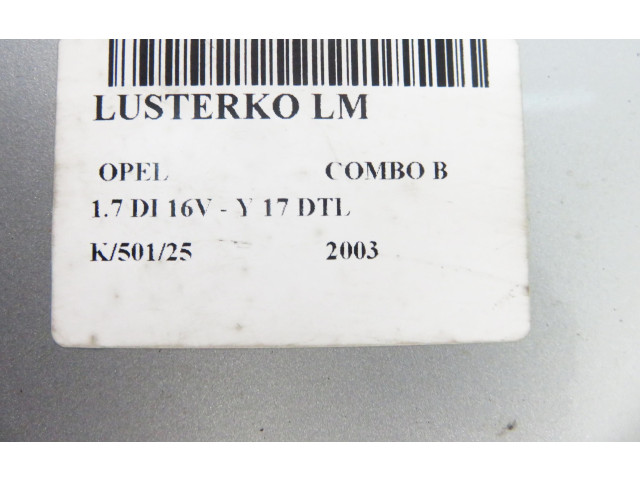 LUSTERKO LM
OPEL COMBO B
1.7 DI 16V - Y 17 DTL
K/501/25 2003